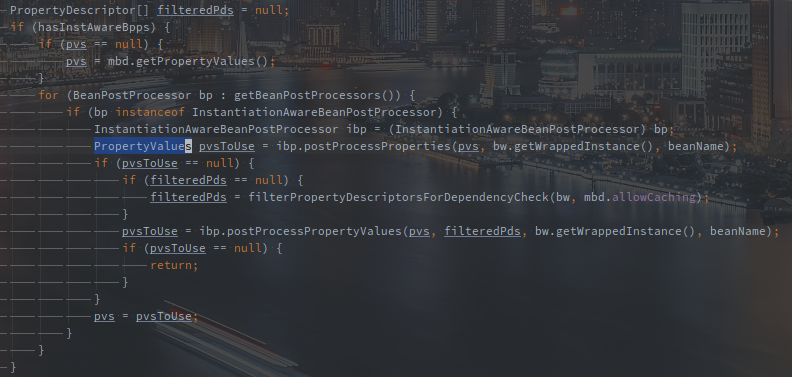 PropertyDescriptor[] filteredPds = null;
if (hasInstAwareBpps) {
if (pvs == null) {
pvs = mbd.getPropertyValues();
}
for (BeanPostProcessor bp : getBeanPostProcessors()) {
if (bp instanceof InstantiationAwareBeanPostProcessor) {
InstantiationAwareBeanPostProcessor ibp = (InstantiationAwareBeanPostProcessor) bp;
PropertyValues pvsToUse = ibp.postProcessProperties(pvs, bw.getWrappedInstance(), beanName);
if (pvsToUse == null) {
if (filteredPds == null) {
filteredPds = filterPropertyDescriptorsForDependencyCheck(bw, mbd.allowCaching);
}
pvsToUse = ibp.postProcessPropertyValues(pvs, filteredPds, bw.getWrappedInstance(), beanName);
if (pvsToUse == null) {
return;
}
}
pvs = pvsToUse;
}
}
}